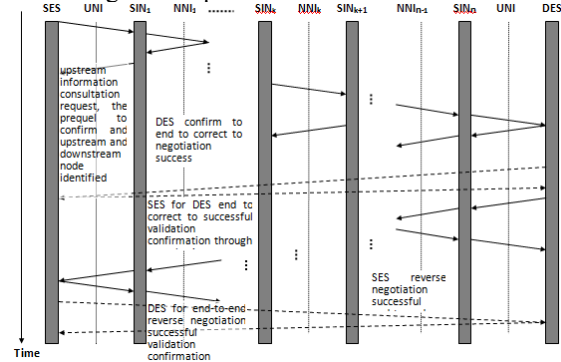 SES UNI SIN1 NNI1 ........ SINk NNIk SINk+1 NNIn-1 SINn UNI DES
upstream
information
consultation
request, the
prequel to
confirm and
upstream and
downstream
node
identified
DES confirm to
end to correct to
negotiation
success
SES for DES end to
correct to successful
validation
confirmation through
SES reverse
negotiation
successful
DES for end-to-end
reverse negotiation
successful
validation
confirmation
Time